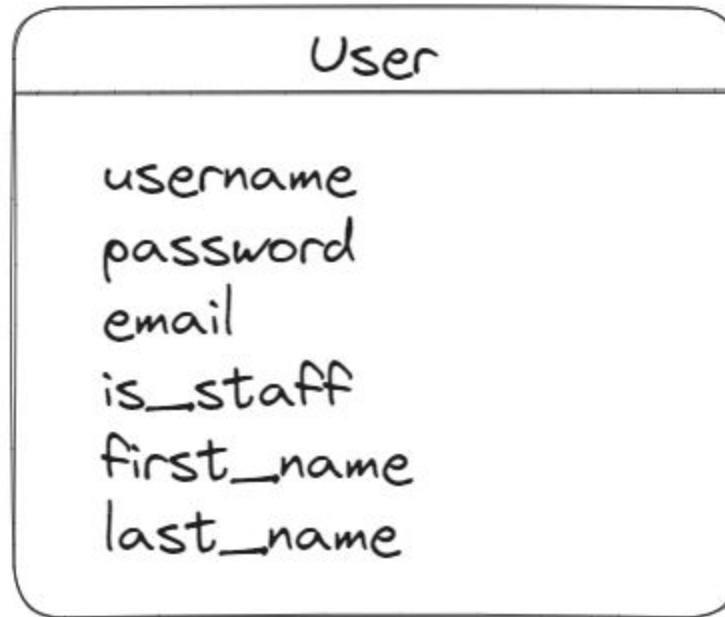 User
username
password
email
is_staff
first_name
last_name